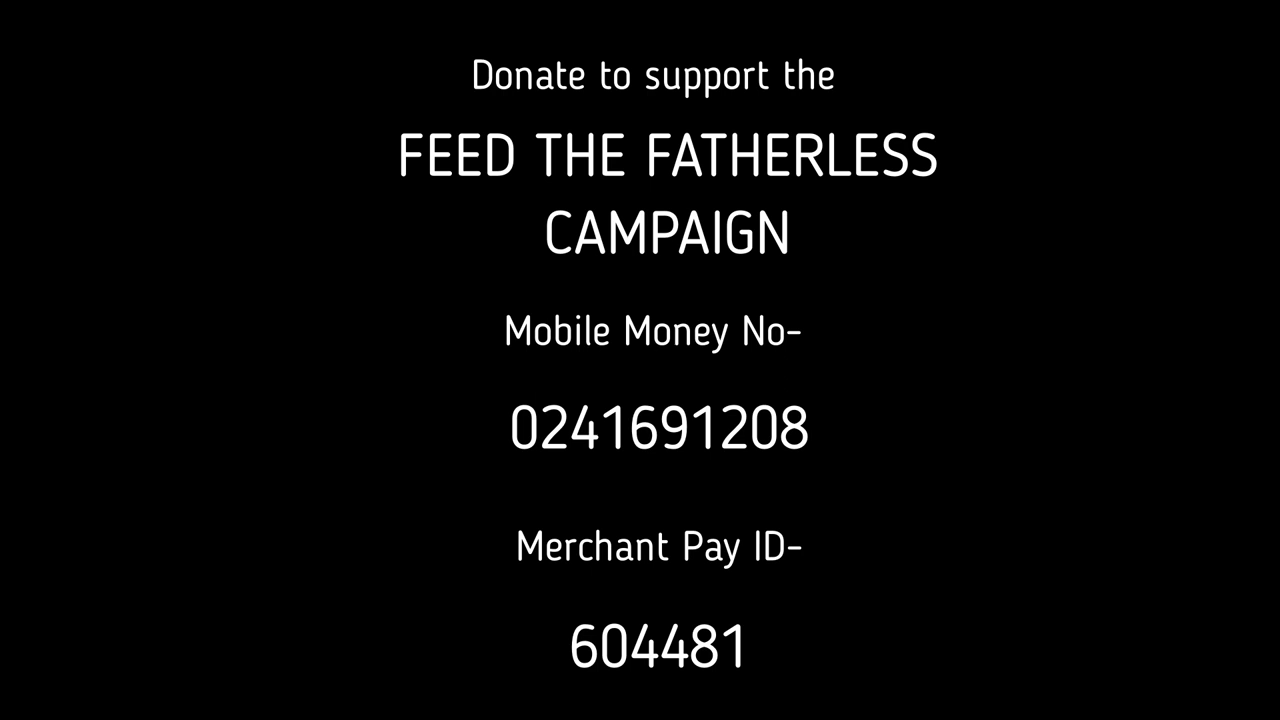 Donate to support the
FEED THE FATHERLESS
CAMPAIGN
Mobile Money No-
0241691208
Merchant Pay ID-
604481